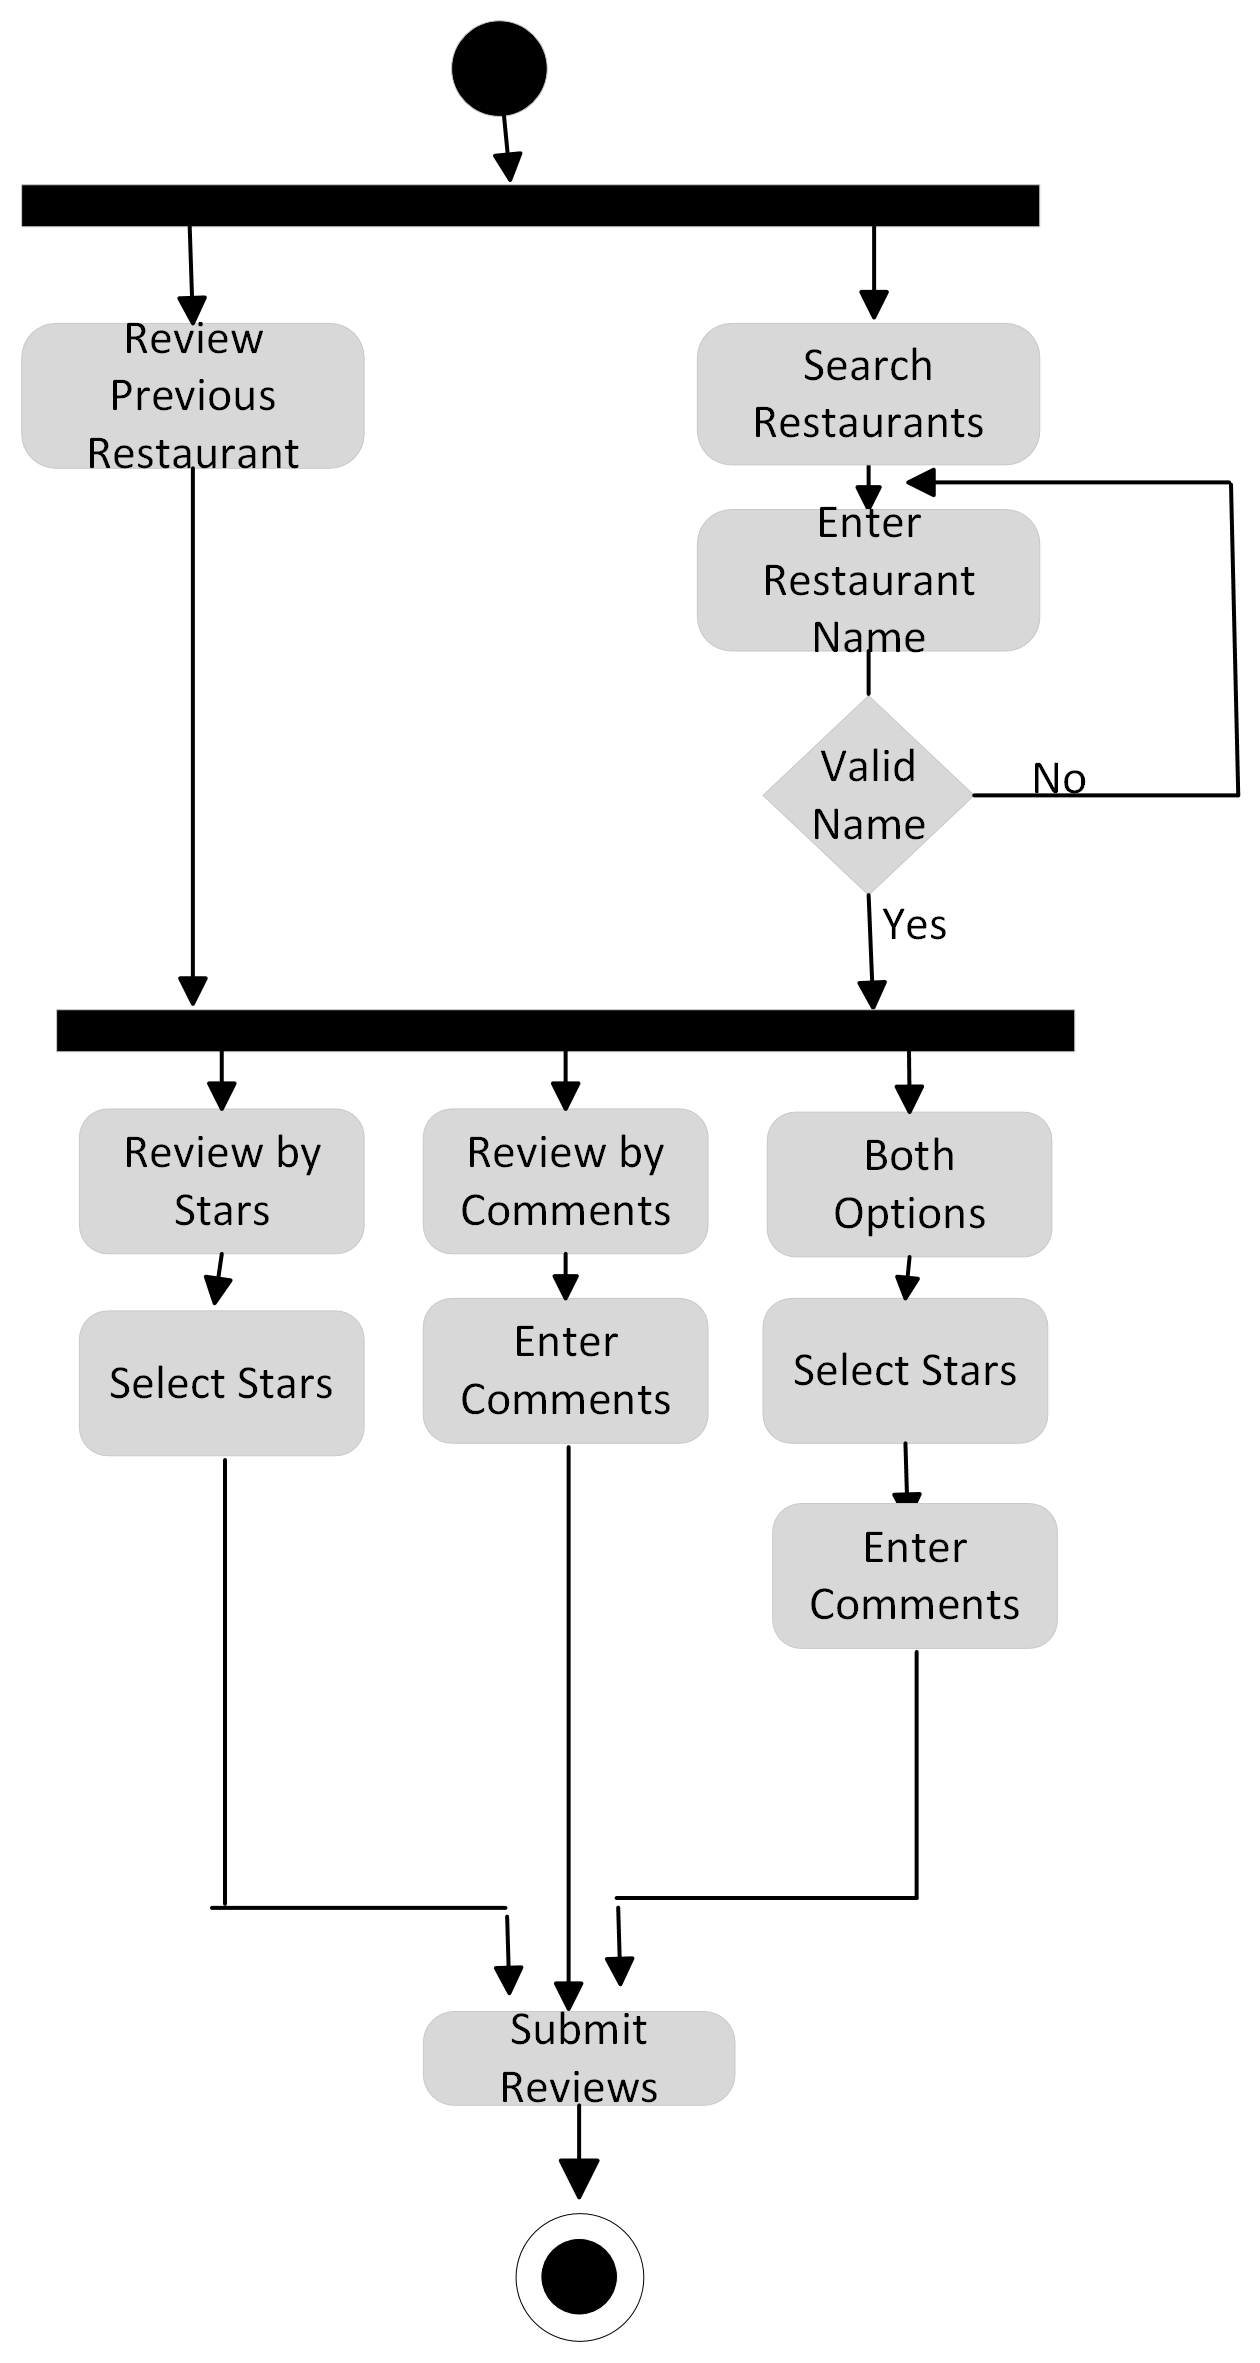 Review
Previous
Restaurant
Search
Restaurants
Enter
Restaurant
Name
Valid
Name
No
Yes
Review by
Stars
Review by
Comments
Both
Options
Select Stars
Enter
Comments
Select Stars
Enter
Comments
Submit
Reviews